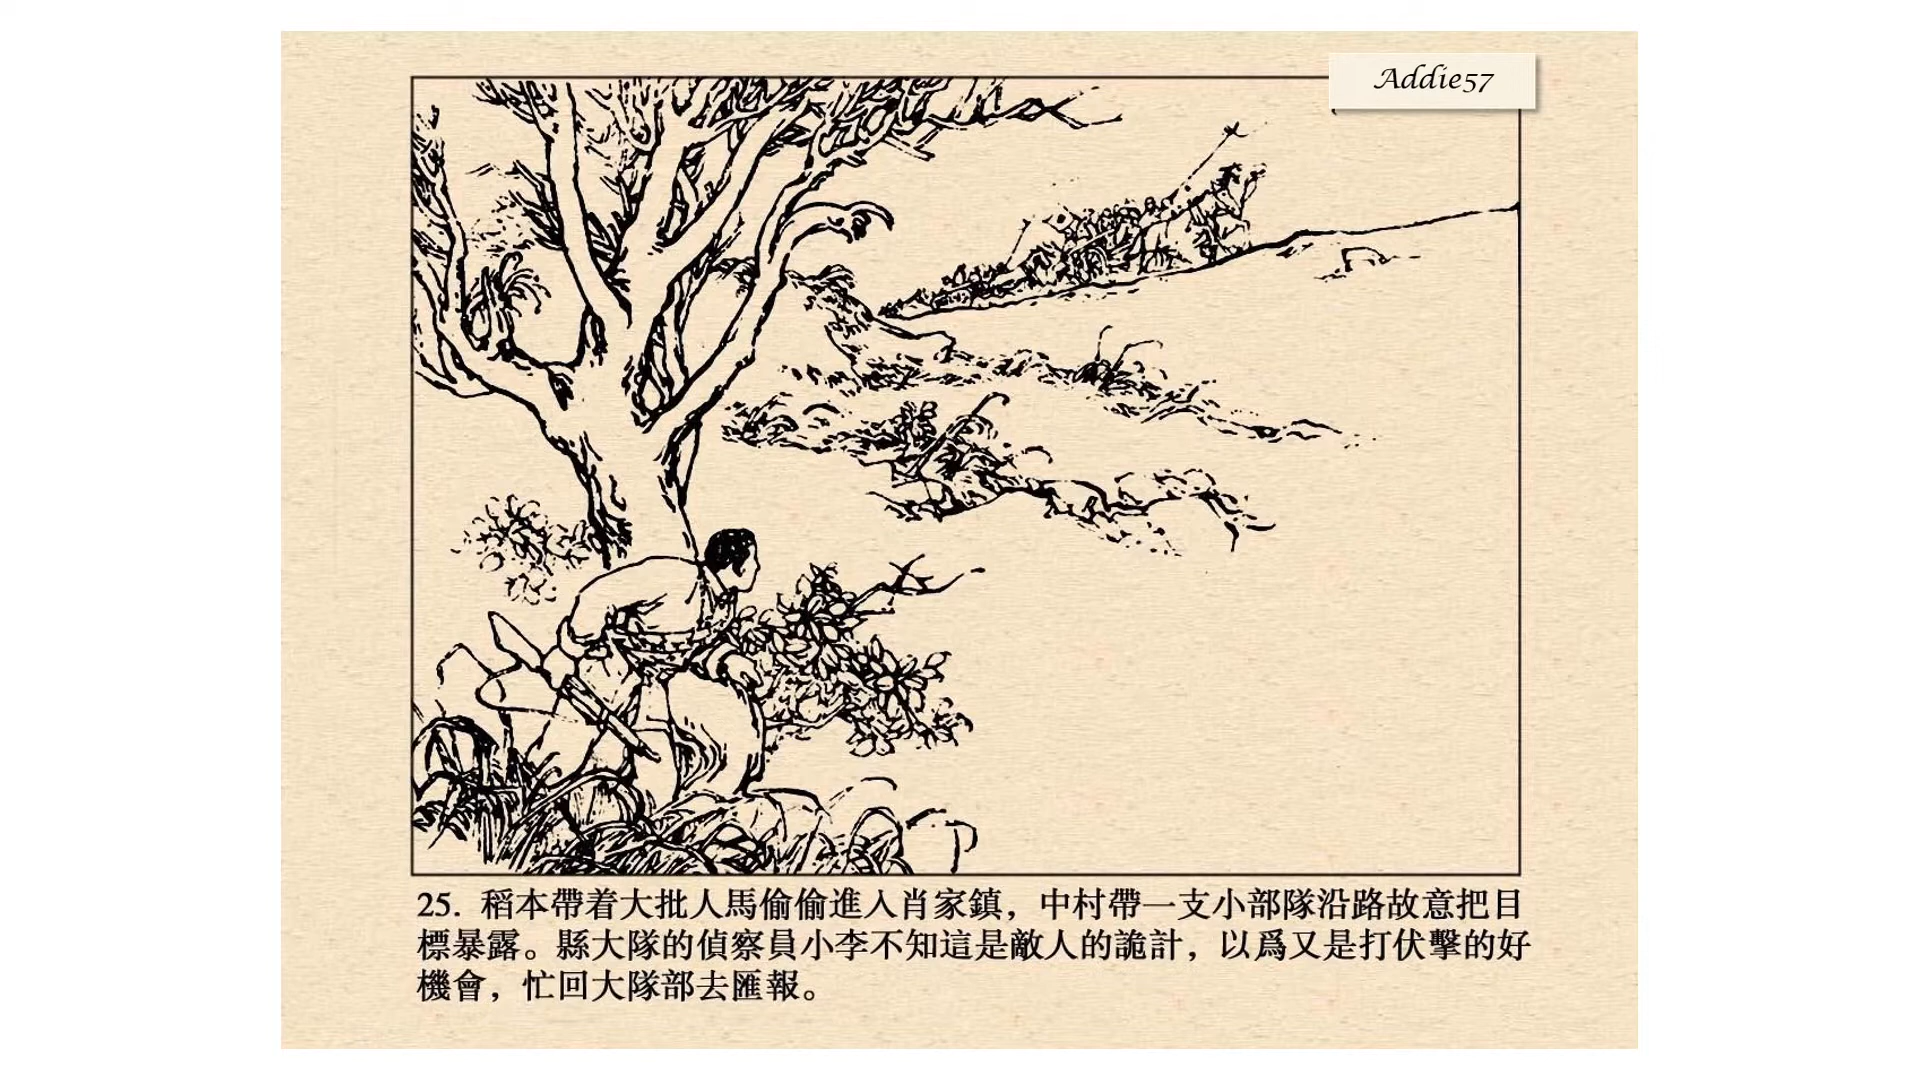 Addie57
25. 稻本帶着大批人馬偷偷進入肖家鎮，中村帶一支小部隊沿路故意把目
標暴露。縣大隊的偵察員小李不知這是敵人的詭計，以爲又是打伏擊的好
機會，忙回大隊部去匯報。